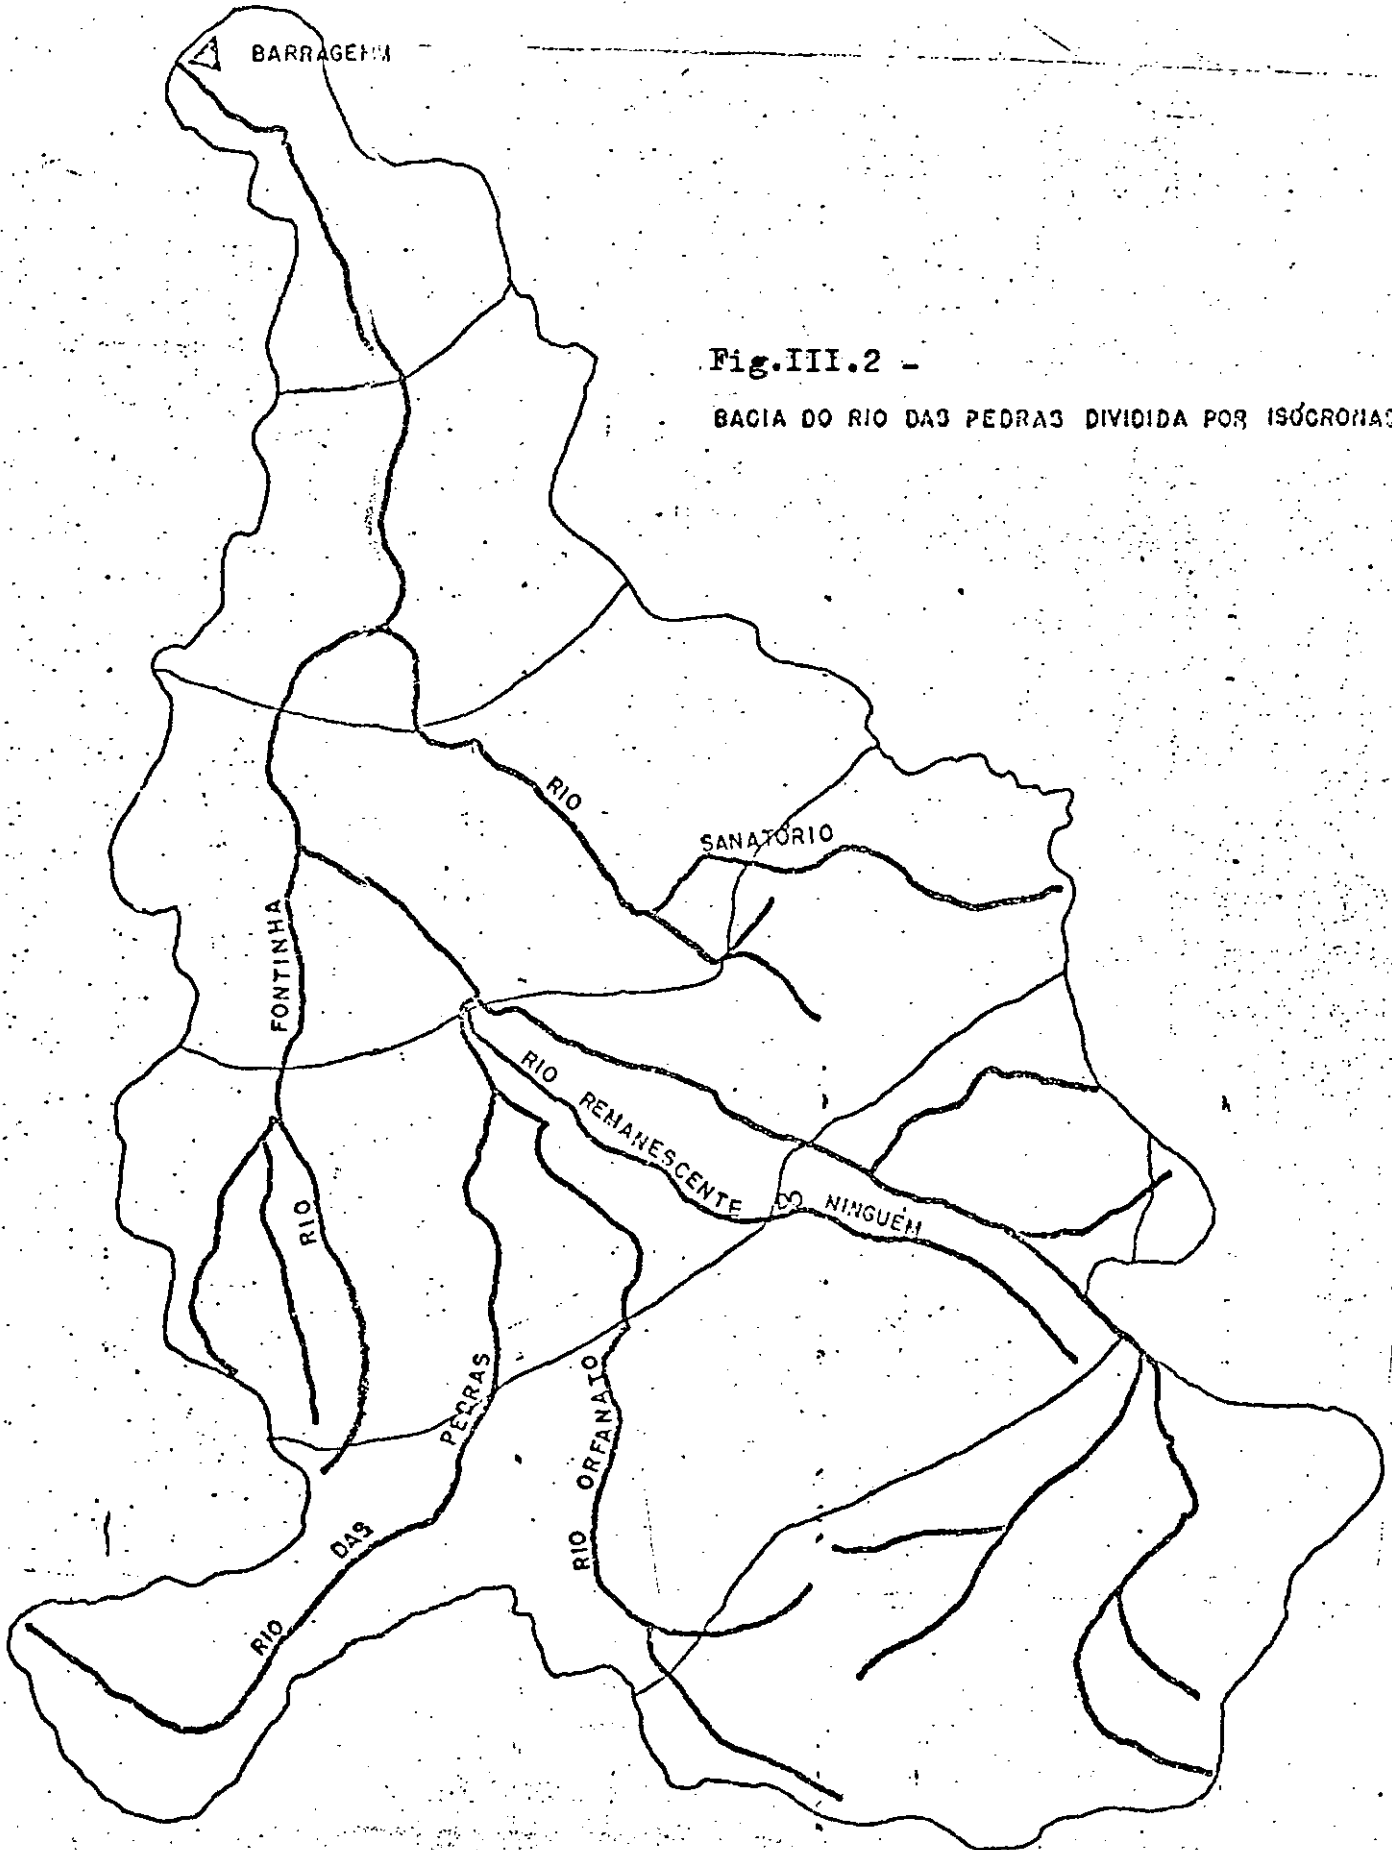 BARRAGEM
Fig.III.2 -
BACIA DO RIO DAS PEDRAS DIVIDIDA POR ISÓCRONAS
RIO
SANATÓRIO
FONTINHA
RIO
RIO
REMANESCENTE
NINGUÉM
PEDRAS
DAS
RIO
ORFANATO
RIO